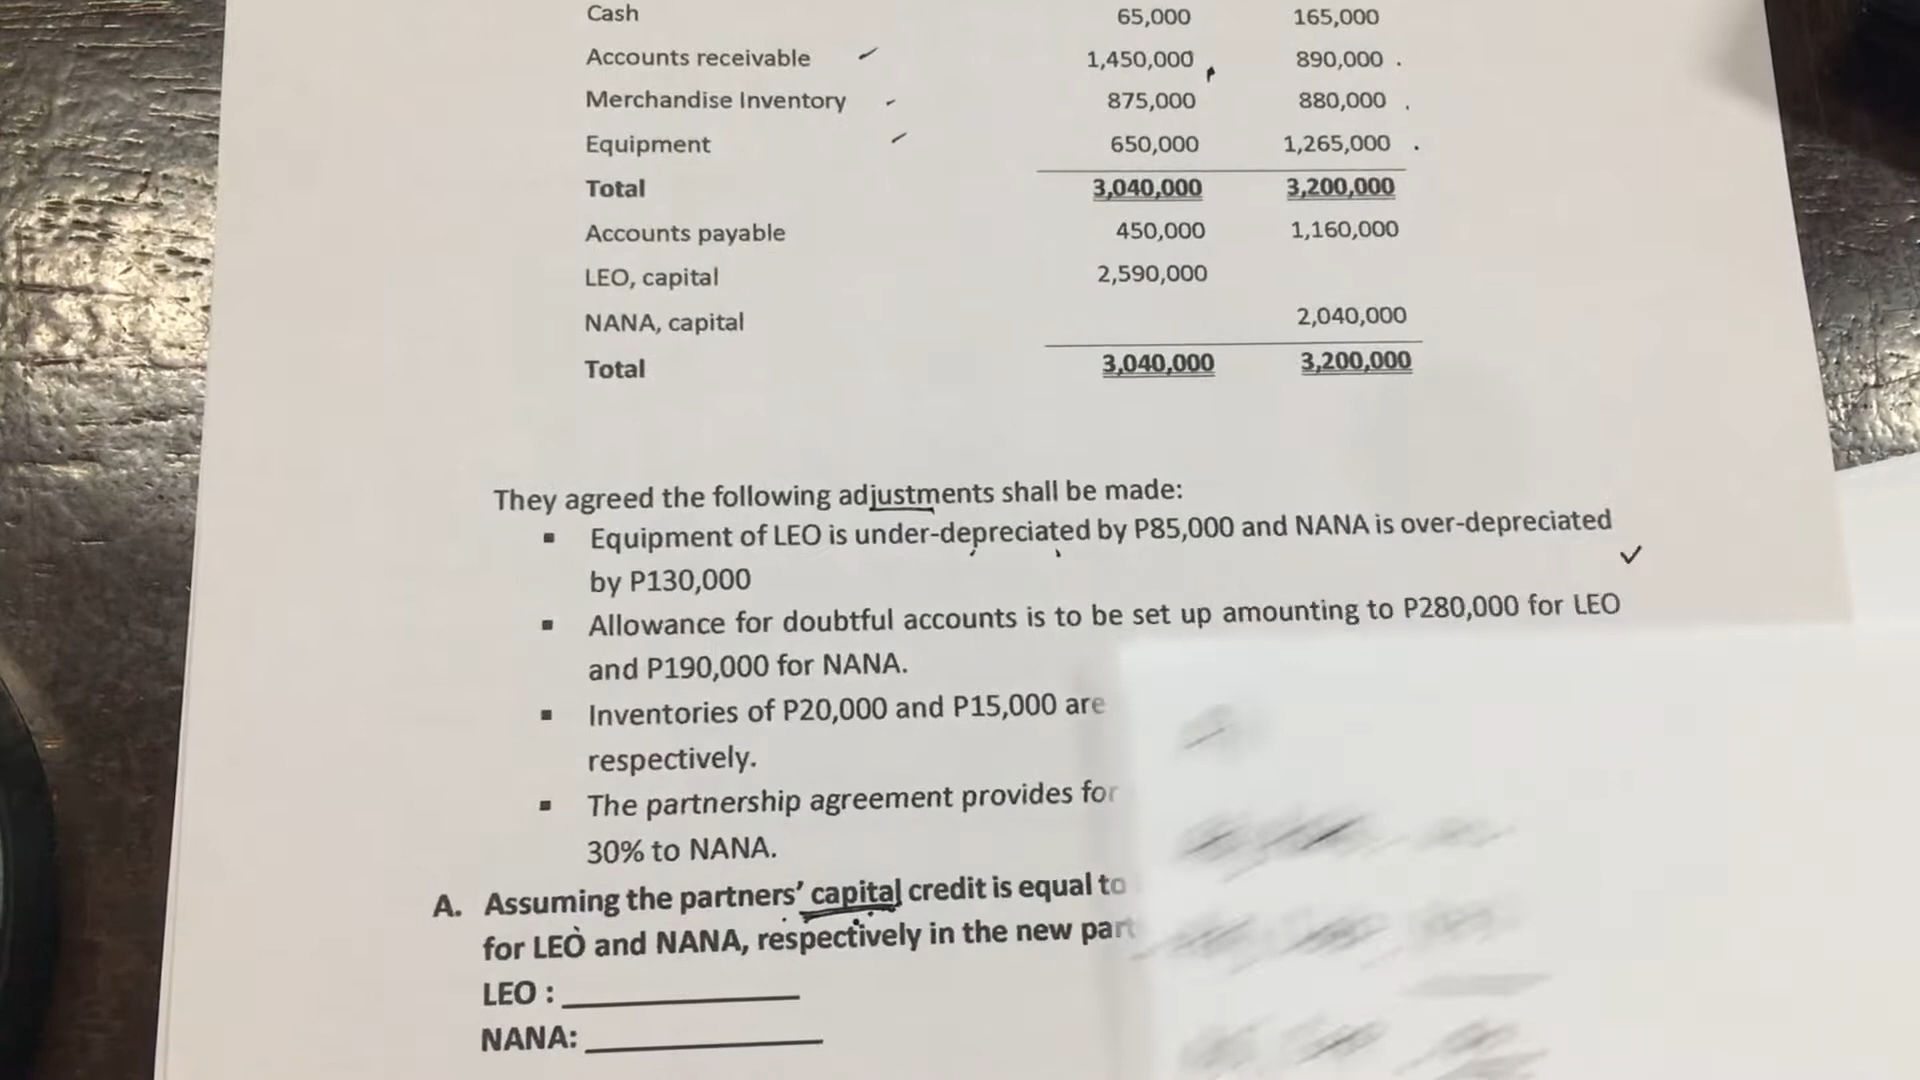 Cash 65,000 165,000
Accounts receivable 1,450,000 890,000
Merchandise Inventory 875,000 880,000
Equipment 650,000 1,265,000
Total 3,040,000 3,200,000
Accounts payable 450,000 1,160,000
LEO, capital 2,590,000
NANA, capital 2,040,000
Total 3,040,000 3,200,000
They agreed the following adjustments shall be made:
▪ Equipment of LEO is under-depreciated by P85,000 and NANA is over-depreciated
by P130,000
▪ Allowance for doubtful accounts is to be set up amounting to P280,000 for LEO
and P190,000 for NANA.
▪ Inventories of P20,000 and P15,000 are
respectively.
▪ The partnership agreement provides for
30% to NANA.
A. Assuming the partners' capital credit is equal to
for LEO and NANA, respectively in the new part
LEO :
NANA: